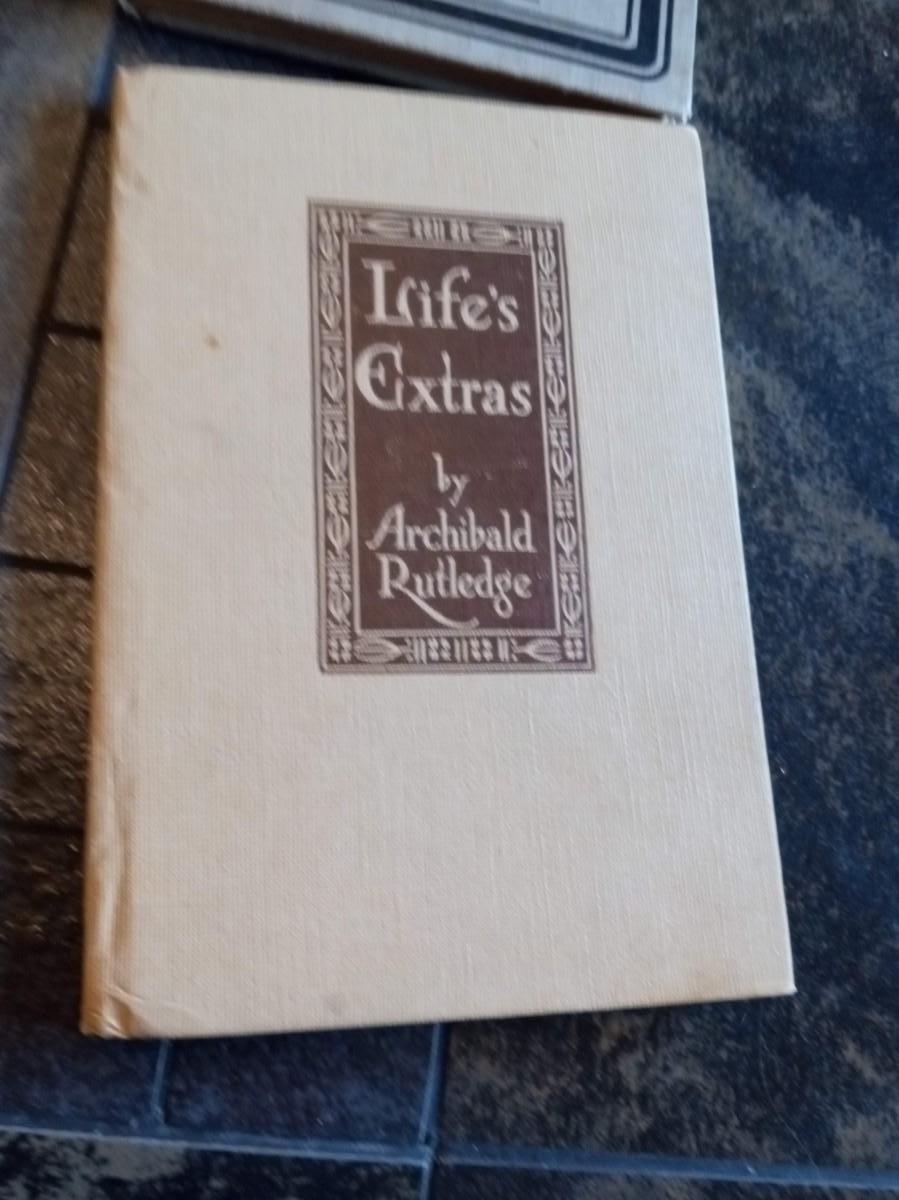 Life's
Extras
by
Archibald
Rutledge